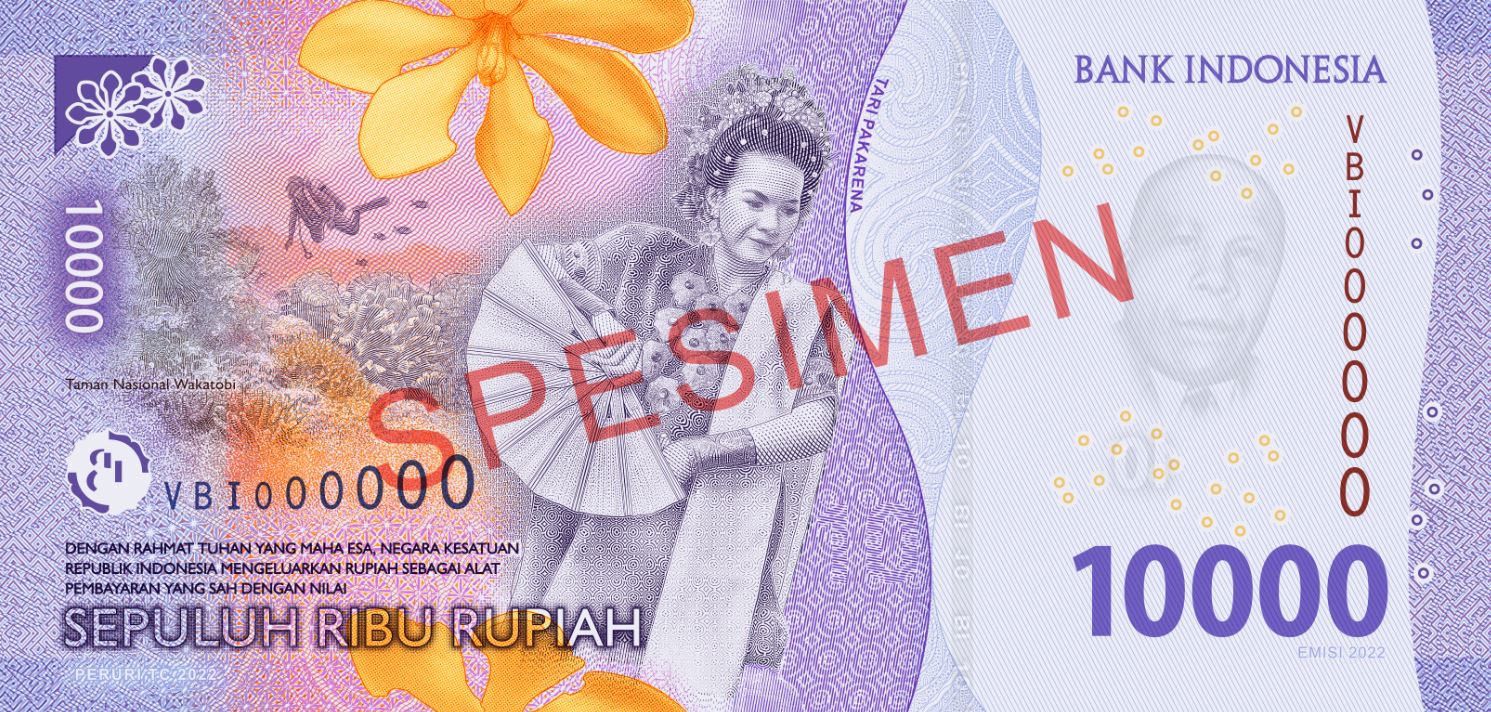 BANK INDONESIA
10000
TARI PAKARENA
VBI000000
Taman Nasional Wakatobi
SPESIMEN
VBI000000
DENGAN RAHMAT TUHAN YANG MAHA ESA, NEGARA KESATUAN
REPUBLIK INDONESIA MENGELUARKAN RUPIAH SEBAGAI ALAT
PEMBAYARAN YANG SAH DENGAN NILAI
SEPULUH RIBU RUPIAH
10000
EMISI 2022
PERURI TC 2022